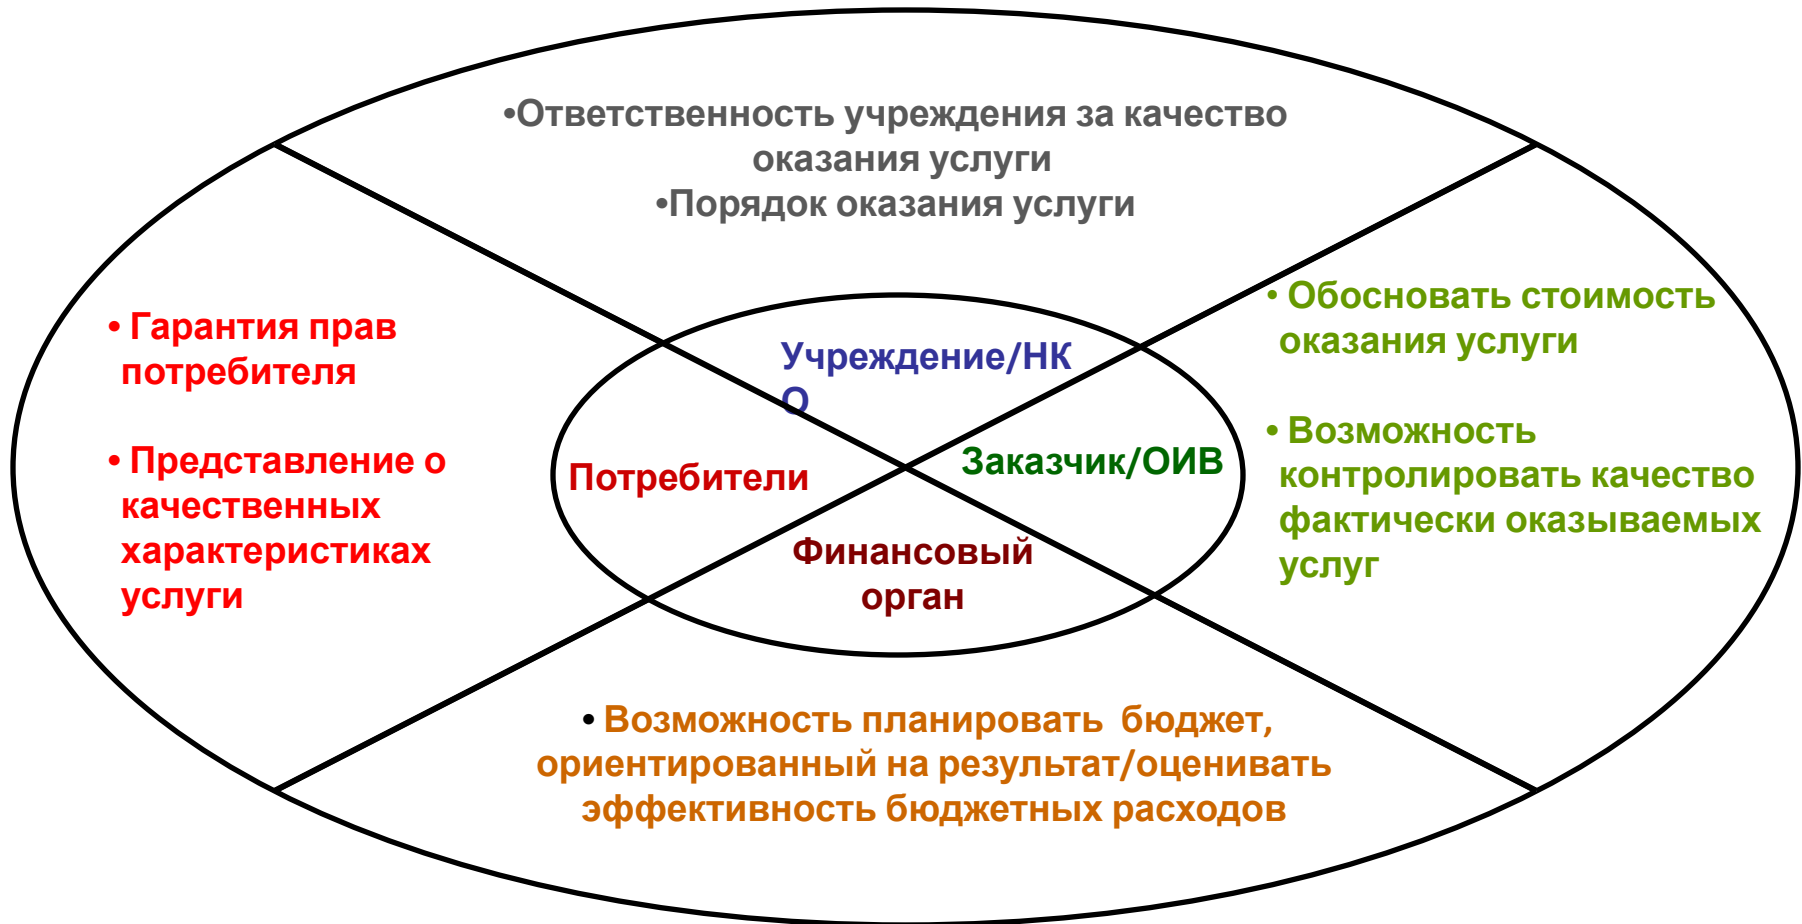 •Ответственность учреждения за качество
оказания услуги
•Порядок оказания услуги
• Гарантия прав
потребителя
• Представление о
качественных
характеристиках
услуги
Учреждение/НК
О
Потребители
Заказчик/ОИВ
Финансовый
орган
• Обосновать стоимость
оказания услуги
• Возможность
контролировать качество
фактически оказываемых
услуг
• Возможность планировать бюджет,
ориентированный на результат/оценивать
эффективность бюджетных расходов